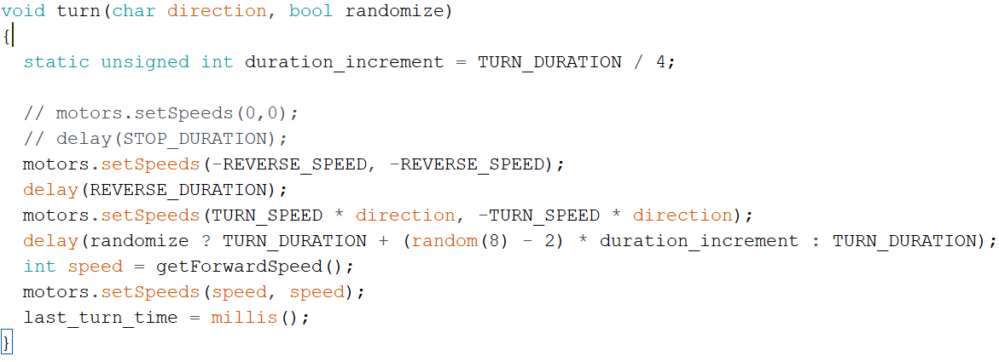 void turn(char direction, bool randomize)
{
  static unsigned int duration_increment = TURN_DURATION / 4;

  // motors.setSpeeds(0,0);
  // delay(STOP_DURATION);
  motors.setSpeeds(-REVERSE_SPEED, -REVERSE_SPEED);
  delay(REVERSE_DURATION);
  motors.setSpeeds(TURN_SPEED * direction, -TURN_SPEED * direction);
  delay(randomize ? TURN_DURATION + (random(8) - 2) * duration_increment : TURN_DURATION);
  int speed = getForwardSpeed();
  motors.setSpeeds(speed, speed);
  last_turn_time = millis();
}